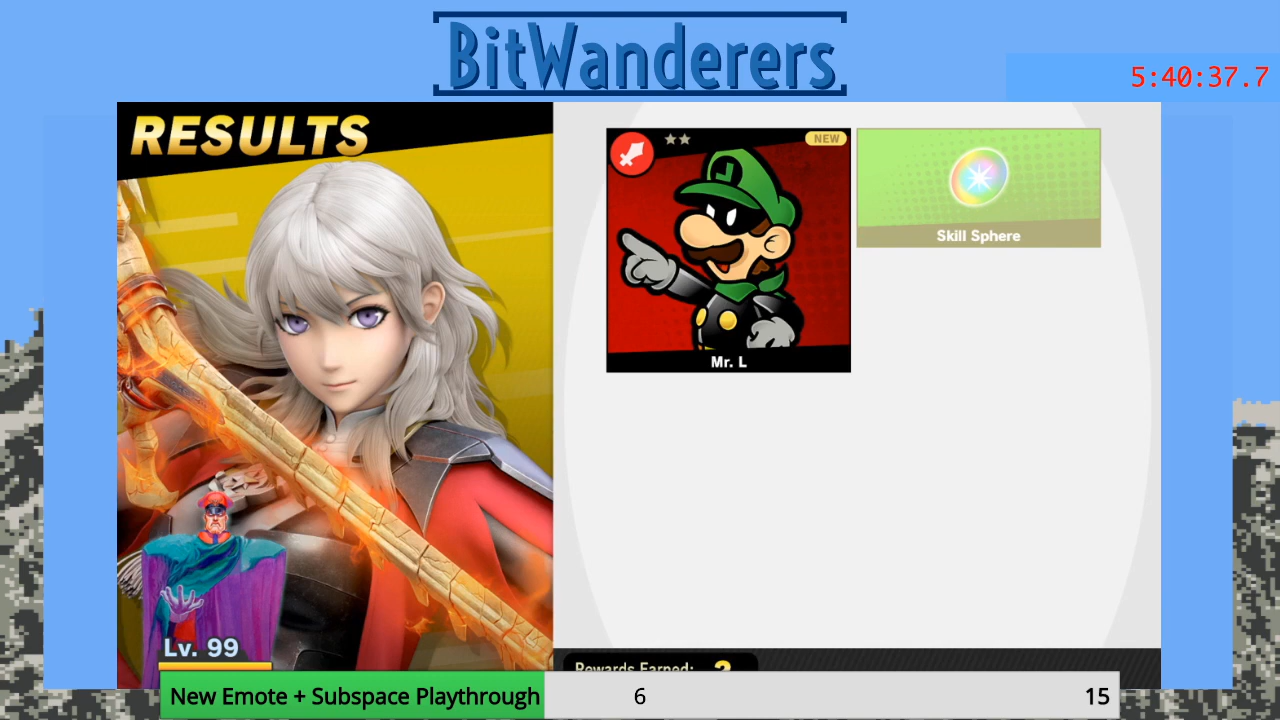 BitWanderers
5:40:37.7
RESULTS
NEW
Mr. L
Skill Sphere
Lv. 99
Rewards Earned: 2
New Emote + Subspace Playthrough
6
15